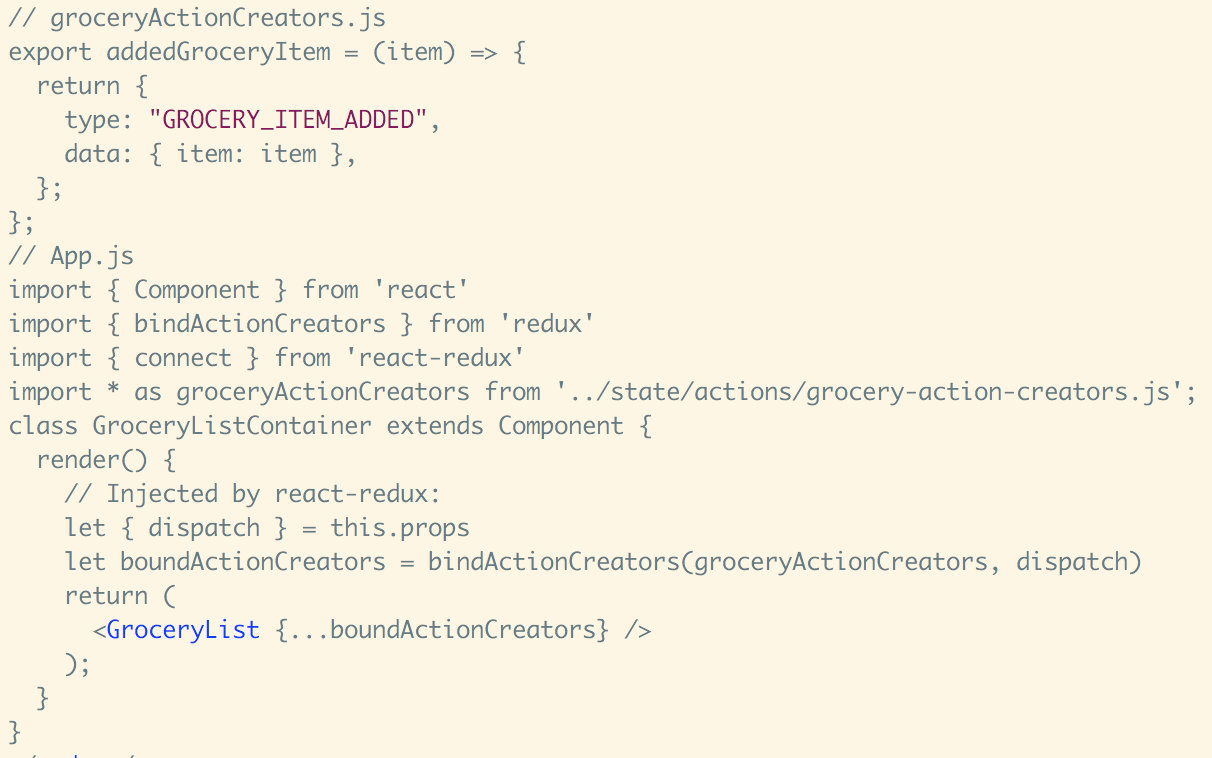 // groceryActionCreators.js
export addedGroceryItem = (item) => {
  return {
    type: "GROCERY_ITEM_ADDED",
    data: { item: item },
  };
};
// App.js
import { Component } from 'react'
import { bindActionCreators } from 'redux'
import { connect } from 'react-redux'
import * as groceryActionCreators from '../state/actions/grocery-action-creators.js';
class GroceryListContainer extends Component {
  render() {
    // Injected by react-redux:
    let { dispatch } = this.props
    let boundActionCreators = bindActionCreators(groceryActionCreators, dispatch)
    return (
      <GroceryList {...boundActionCreators} />
    );
  }
}